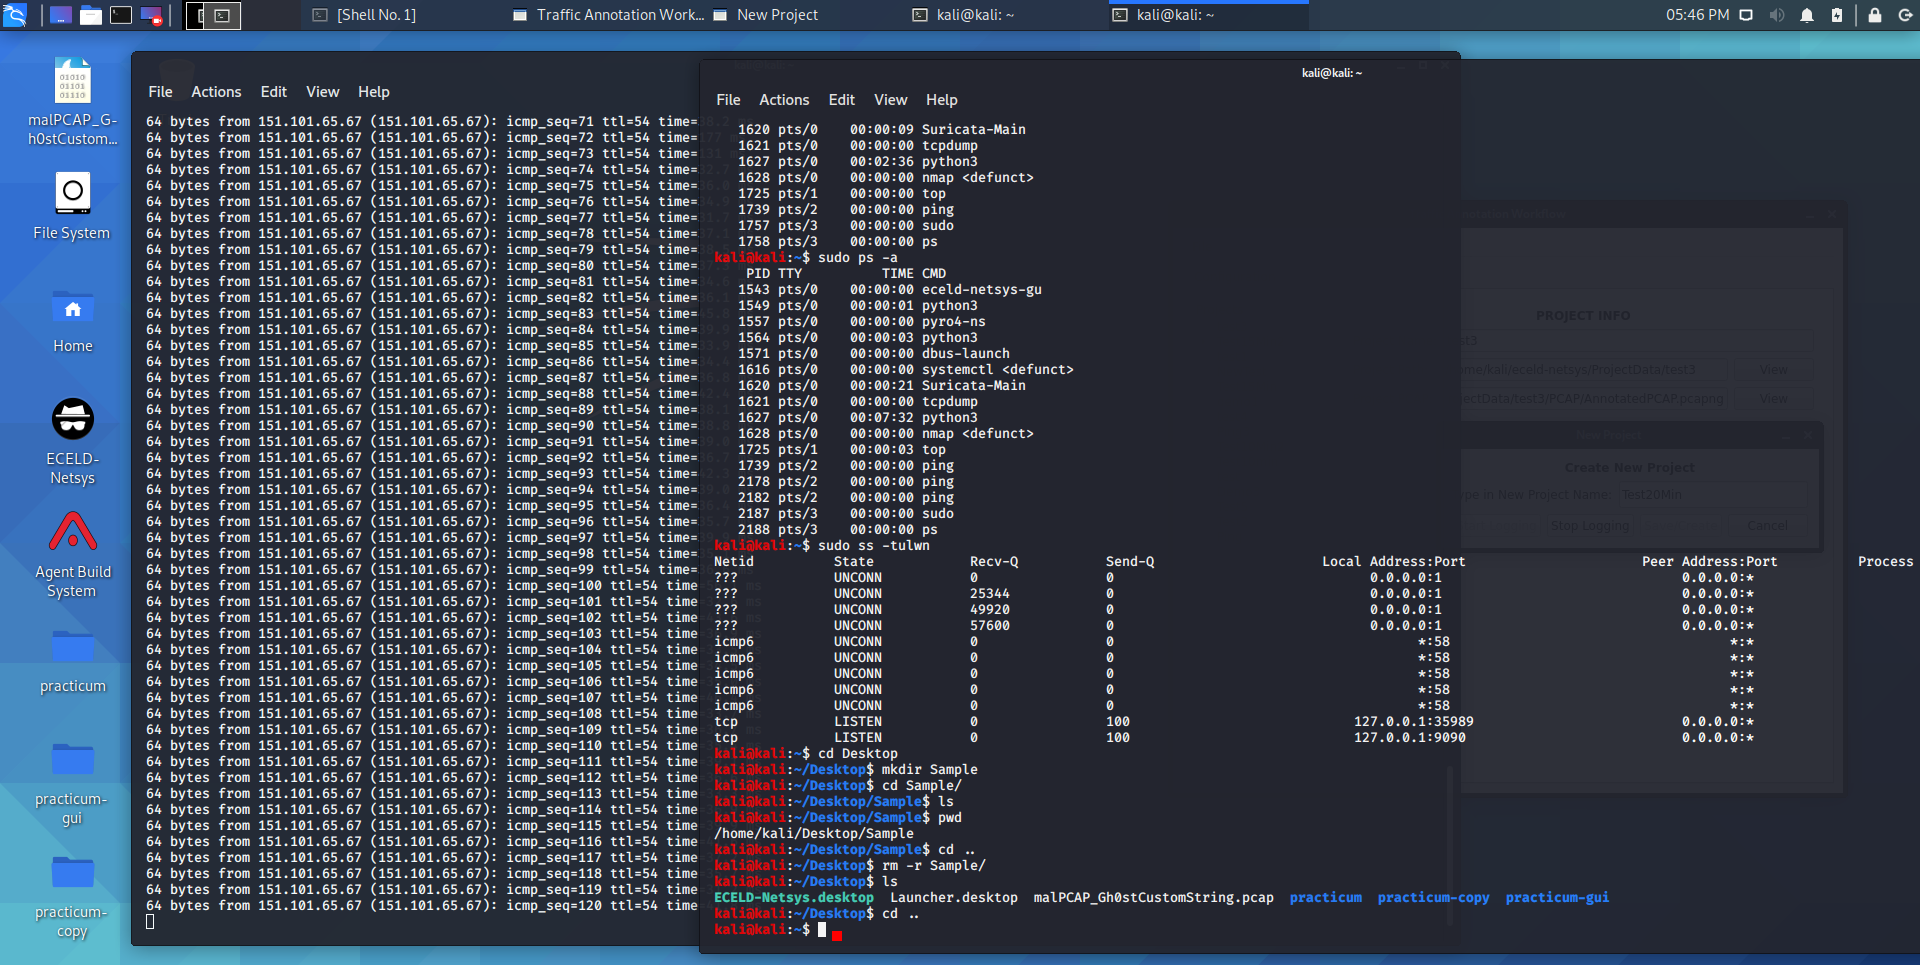 [Shell No. 1]
Traffic Annotation Work...
New Project
kali@kali: ~
kali@kali: ~
05:46 PM
malPCAP_G-
h0stCustom...
File System
Home
ECELD-
Netsys
Agent Build
System
practicum
practicum-
gui
practicum-
copy
File Actions Edit View Help
64 bytes from 151.101.65.67 (151.101.65.67): icmp_seq=71 ttl=54 time=
64 bytes from 151.101.65.67 (151.101.65.67): icmp_seq=72 ttl=54 time=
64 bytes from 151.101.65.67 (151.101.65.67): icmp_seq=73 ttl=54 time=
64 bytes from 151.101.65.67 (151.101.65.67): icmp_seq=74 ttl=54 time=
64 bytes from 151.101.65.67 (151.101.65.67): icmp_seq=75 ttl=54 time=
64 bytes from 151.101.65.67 (151.101.65.67): icmp_seq=76 ttl=54 time=
64 bytes from 151.101.65.67 (151.101.65.67): icmp_seq=77 ttl=54 time=
64 bytes from 151.101.65.67 (151.101.65.67): icmp_seq=78 ttl=54 time=
64 bytes from 151.101.65.67 (151.101.65.67): icmp_seq=79 ttl=54 time=
64 bytes from 151.101.65.67 (151.101.65.67): icmp_seq=80 ttl=54 time=
64 bytes from 151.101.65.67 (151.101.65.67): icmp_seq=81 ttl=54 time=
64 bytes from 151.101.65.67 (151.101.65.67): icmp_seq=82 ttl=54 time=
64 bytes from 151.101.65.67 (151.101.65.67): icmp_seq=83 ttl=54 time=
64 bytes from 151.101.65.67 (151.101.65.67): icmp_seq=84 ttl=54 time=
64 bytes from 151.101.65.67 (151.101.65.67): icmp_seq=85 ttl=54 time=
64 bytes from 151.101.65.67 (151.101.65.67): icmp_seq=86 ttl=54 time=
64 bytes from 151.101.65.67 (151.101.65.67): icmp_seq=87 ttl=54 time=
64 bytes from 151.101.65.67 (151.101.65.67): icmp_seq=88 ttl=54 time=
64 bytes from 151.101.65.67 (151.101.65.67): icmp_seq=89 ttl=54 time=
64 bytes from 151.101.65.67 (151.101.65.67): icmp_seq=90 ttl=54 time=
64 bytes from 151.101.65.67 (151.101.65.67): icmp_seq=91 ttl=54 time=
64 bytes from 151.101.65.67 (151.101.65.67): icmp_seq=92 ttl=54 time=
64 bytes from 151.101.65.67 (151.101.65.67): icmp_seq=93 ttl=54 time=
64 bytes from 151.101.65.67 (151.101.65.67): icmp_seq=94 ttl=54 time=
64 bytes from 151.101.65.67 (151.101.65.67): icmp_seq=95 ttl=54 time=
64 bytes from 151.101.65.67 (151.101.65.67): icmp_seq=96 ttl=54 time=
64 bytes from 151.101.65.67 (151.101.65.67): icmp_seq=97 ttl=54 time=
64 bytes from 151.101.65.67 (151.101.65.67): icmp_seq=98 ttl=54 time=
64 bytes from 151.101.65.67 (151.101.65.67): icmp_seq=99 ttl=54 time=
64 bytes from 151.101.65.67 (151.101.65.67): icmp_seq=100 ttl=54 time
64 bytes from 151.101.65.67 (151.101.65.67): icmp_seq=101 ttl=54 time
64 bytes from 151.101.65.67 (151.101.65.67): icmp_seq=102 ttl=54 time
64 bytes from 151.101.65.67 (151.101.65.67): icmp_seq=103 ttl=54 time
64 bytes from 151.101.65.67 (151.101.65.67): icmp_seq=104 ttl=54 time
64 bytes from 151.101.65.67 (151.101.65.67): icmp_seq=105 ttl=54 time
64 bytes from 151.101.65.67 (151.101.65.67): icmp_seq=106 ttl=54 time
64 bytes from 151.101.65.67 (151.101.65.67): icmp_seq=107 ttl=54 time
64 bytes from 151.101.65.67 (151.101.65.67): icmp_seq=108 ttl=54 time
64 bytes from 151.101.65.67 (151.101.65.67): icmp_seq=109 ttl=54 time
64 bytes from 151.101.65.67 (151.101.65.67): icmp_seq=110 ttl=54 time
64 bytes from 151.101.65.67 (151.101.65.67): icmp_seq=111 ttl=54 time
64 bytes from 151.101.65.67 (151.101.65.67): icmp_seq=112 ttl=54 time
64 bytes from 151.101.65.67 (151.101.65.67): icmp_seq=113 ttl=54 time
64 bytes from 151.101.65.67 (151.101.65.67): icmp_seq=114 ttl=54 time
64 bytes from 151.101.65.67 (151.101.65.67): icmp_seq=115 ttl=54 time
64 bytes from 151.101.65.67 (151.101.65.67): icmp_seq=116 ttl=54 time
64 bytes from 151.101.65.67 (151.101.65.67): icmp_seq=117 ttl=54 time
64 bytes from 151.101.65.67 (151.101.65.67): icmp_seq=118 ttl=54 time
64 bytes from 151.101.65.67 (151.101.65.67): icmp_seq=119 ttl=54 time
64 bytes from 151.101.65.67 (151.101.65.67): icmp_seq=120 ttl=54 time
kali@kali: ~
File Actions Edit View Help
1620 pts/0 00:00:09 Suricata-Main
1621 pts/0 00:00:00 tcpdump
1627 pts/0 00:02:36 python3
1628 pts/0 00:00:00 nmap <defunct>
1725 pts/1 00:00:00 top
1739 pts/2 00:00:00 ping
1757 pts/3 00:00:00 sudo
1758 pts/3 00:00:00 ps
kali@kali:~$ sudo ps -a
PID TTY TIME CMD
1543 pts/0 00:00:00 eceld-netsys-gu
1549 pts/0 00:00:01 python3
1557 pts/0 00:00:00 pyro4-ns
1564 pts/0 00:00:03 python3
1571 pts/0 00:00:00 dbus-launch
1616 pts/0 00:00:00 systemctl <defunct>
1620 pts/0 00:00:21 Suricata-Main
1621 pts/0 00:00:00 tcpdump
1627 pts/0 00:07:32 python3
1628 pts/0 00:00:00 nmap <defunct>
1725 pts/1 00:00:03 top
1739 pts/2 00:00:00 ping
2178 pts/2 00:00:00 ping
2182 pts/2 00:00:00 ping
2187 pts/3 00:00:00 sudo
2188 pts/3 00:00:00 ps
kali@kali:~$ sudo ss -tulwn
Netid State Recv-Q Send-Q Local Address:Port Peer Address:Port Process
??? UNCONN 0 0 0.0.0.0:1 0.0.0.0:*
??? UNCONN 25344 0 0.0.0.0:1 0.0.0.0:*
??? UNCONN 49920 0 0.0.0.0:1 0.0.0.0:*
??? UNCONN 57600 0 0.0.0.0:1 0.0.0.0:*
icmp6 UNCONN 0 0 *:58 *:*
icmp6 UNCONN 0 0 *:58 *:*
icmp6 UNCONN 0 0 *:58 *:*
icmp6 UNCONN 0 0 *:58 *:*
icmp6 UNCONN 0 0 *:58 *:*
tcp LISTEN 0 100 127.0.0.1:35989 0.0.0.0:*
tcp LISTEN 0 100 127.0.0.1:9090 0.0.0.0:*
kali@kali:~$ cd Desktop
kali@kali:~/Desktop$ mkdir Sample
kali@kali:~/Desktop$ cd Sample/
kali@kali:~/Desktop/Sample$ ls
kali@kali:~/Desktop/Sample$ pwd
/home/kali/Desktop/Sample
kali@kali:~/Desktop/Sample$ cd ..
kali@kali:~/Desktop$ rm -r Sample/
kali@kali:~/Desktop$ ls
ECELD-Netsys.desktop Launcher.desktop malPCAP_Gh0stCustomString.pcap practicum practicum-copy practicum-gui
kali@kali:~/Desktop$ cd ..
kali@kali:~$
PROJECT INFO
/kali/eceld-netsys/ProjectData/test3 View
/test3/PCAP/AnnotatedPCAP.pcapng View
New Project
Create New Project
in New Project Name Test20Min
Stop Logging Cancel